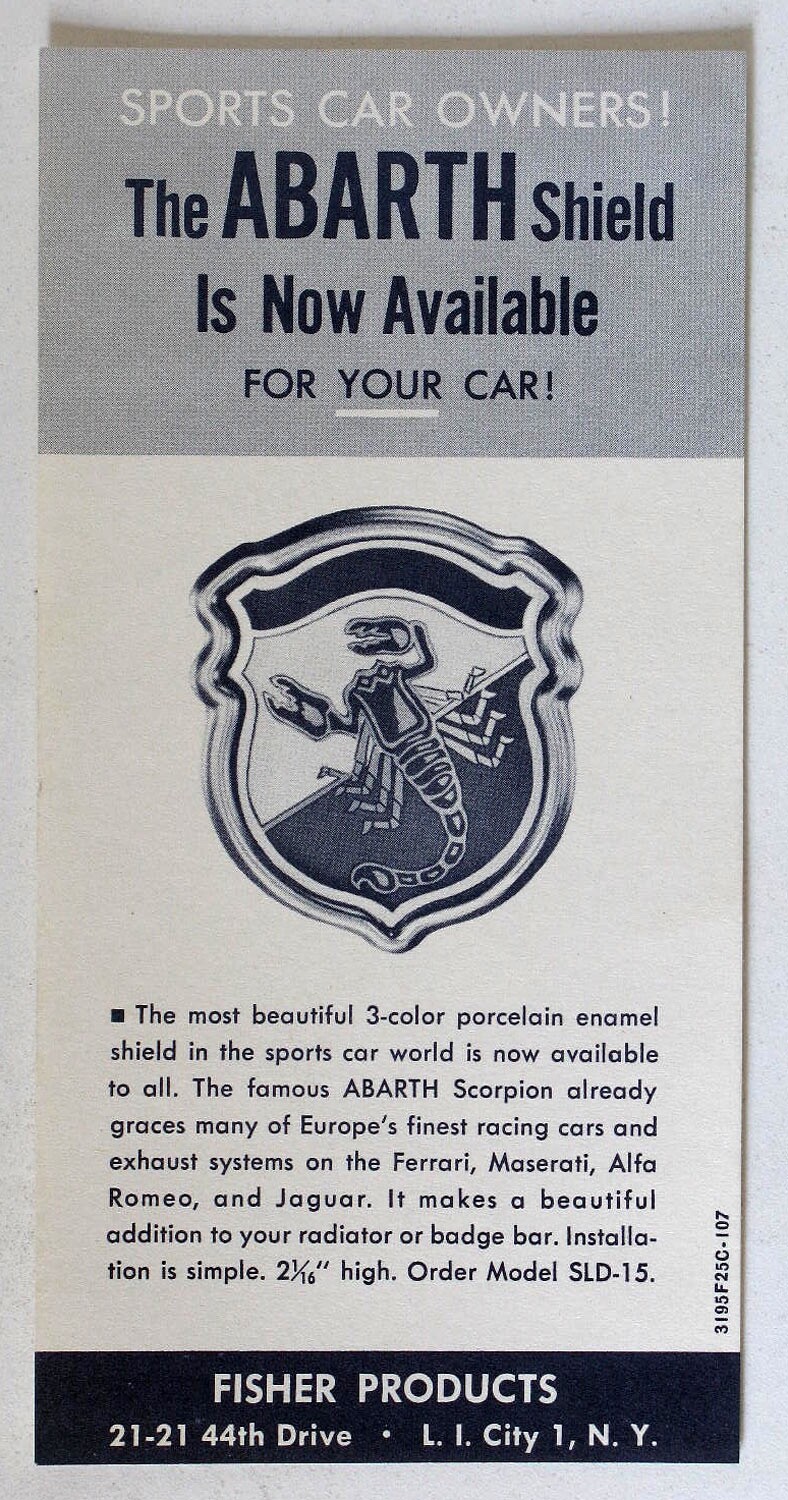 SPORTS CAR OWNERS!
The ABARTH Shield
Is Now Available
FOR YOUR CAR!
■ The most beautiful 3-color porcelain enamel
shield in the sports car world is now available
to all. The famous ABARTH Scorpion already
graces many of Europe's finest racing cars and
exhaust systems on the Ferrari, Maserati, Alfa
Romeo, and Jaguar. It makes a beautiful
addition to your radiator or badge bar. Installa-
tion is simple. 2 1/16" high. Order Model SLD-15.
3195F25C-107
FISHER PRODUCTS
21-21 44th Drive • L. I. City 1, N. Y.